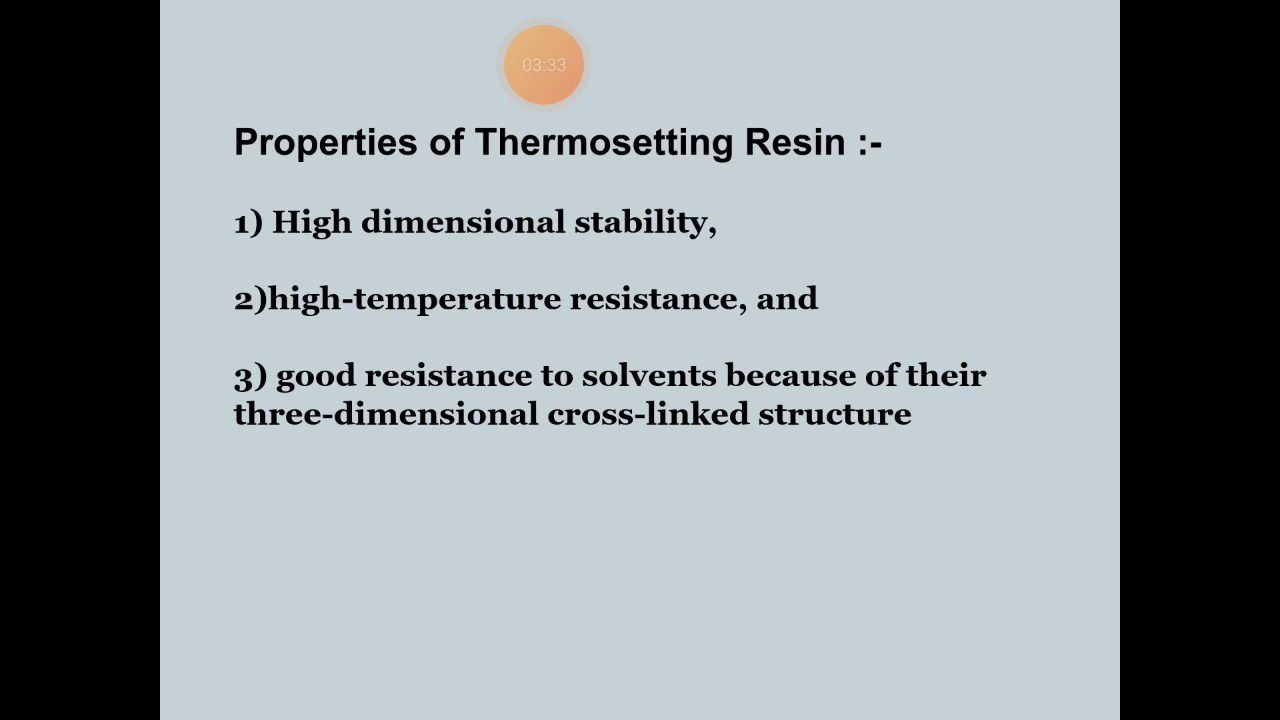 03:33
Properties of Thermosetting Resin :-
1) High dimensional stability,
2)high-temperature resistance, and
3) good resistance to solvents because of their
three-dimensional cross-linked structure